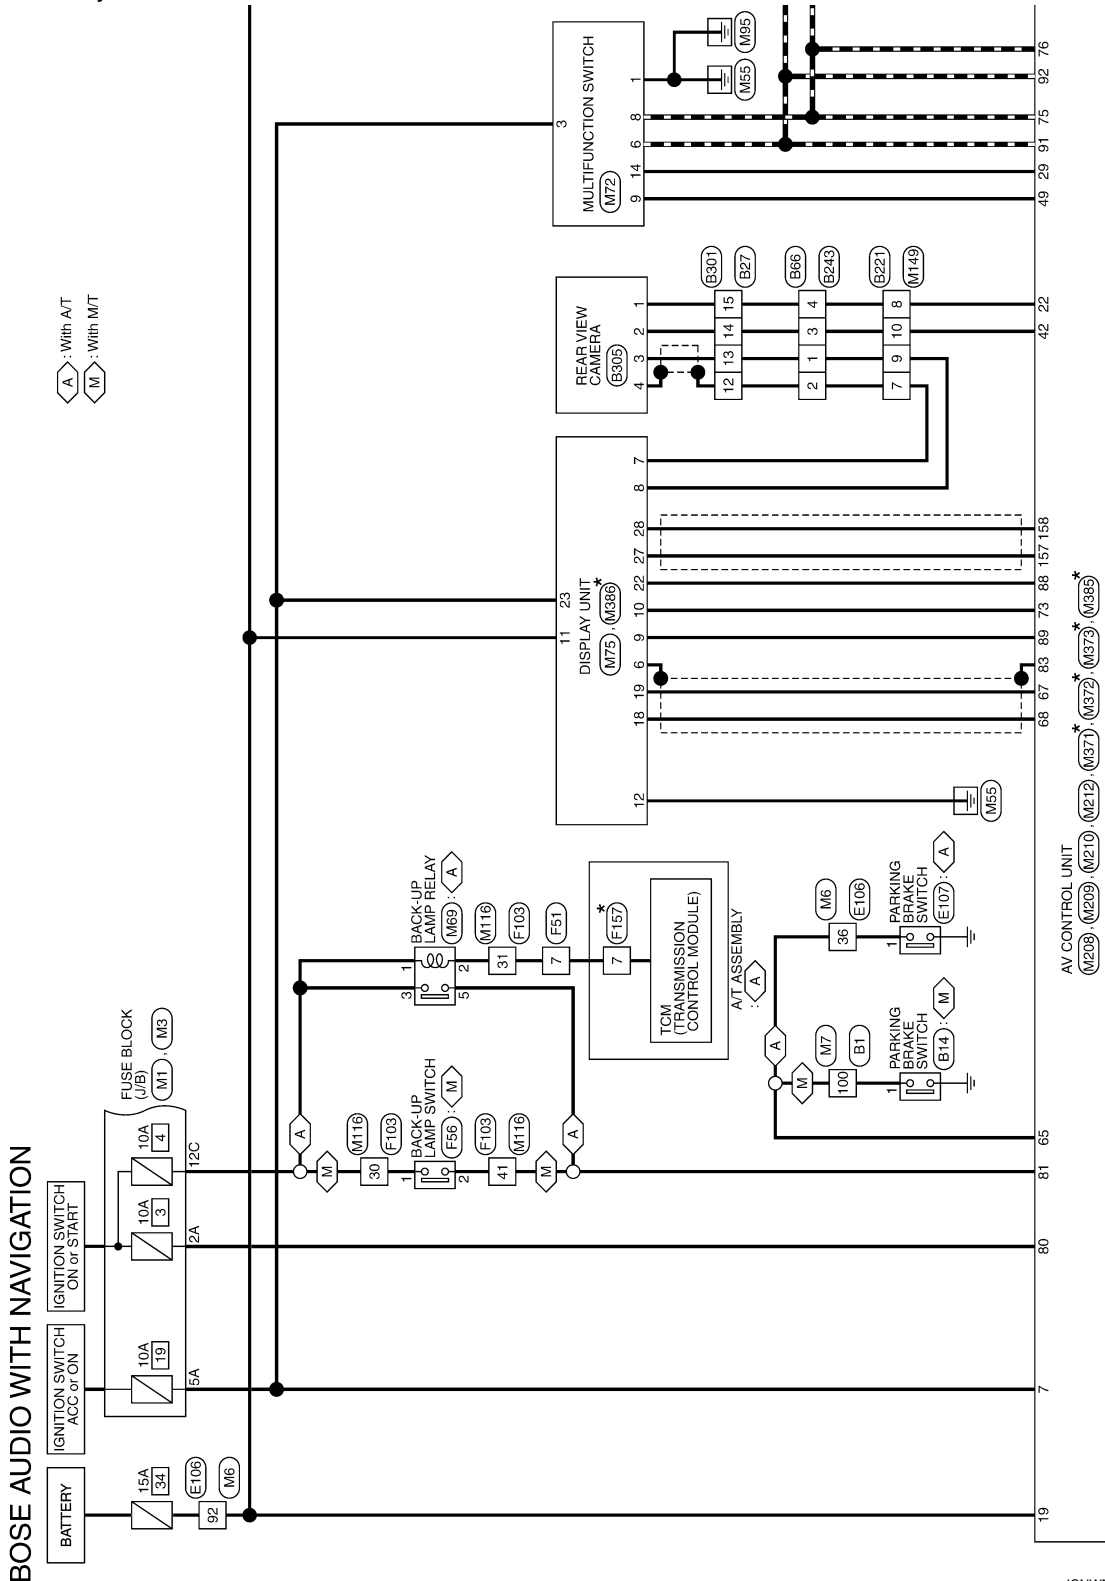 BOSE AUDIO WITH NAVIGATION
BATTERY
15A
34
E106
92
M6
19
IGNITION SWITCH
ACC or ON
10A
19
5A
7
IGNITION SWITCH
ON or START
10A
3
2A
80
10A
4
12C
81
FUSE BLOCK
(J/B)
M1 , M3
A : With A/T
M : With M/T
A
M
M116
30
F103
BACK-UP
LAMP SWITCH
F56 : M
1
2
F103
41
M116
M
A
BACK-UP
LAMP RELAY
M69 : A
1
2
3
5
M116
31
F103
7
F51
*
F157
7
TCM
(TRANSMISSION
CONTROL MODULE)
A/T ASSEMBLY
: A
65
A
M
M7
100
B1
PARKING
BRAKE
SWITCH
B14 : M
1
M6
36
E106
PARKING
BRAKE
SWITCH
E107 : A
1
DISPLAY UNIT
M75 , M386 *
11
23
12
18
19
6
9
10
22
27
28
8
7
M55
68
67
83
89
73
88
157
158
REAR VIEW
CAMERA
B305
4
3
2
1
12
13
14
15
B301
B27
2
1
3
4
B66
B243
7
9
10
8
B221
M149
42
22
MULTIFUNCTION SWITCH
M72
3
9
14
6
8
1
M55
M95
49
29
91
75
92
76
AV CONTROL UNIT
M208 , M209 , M210 , M212 , M371 * , M372 * , M373 * , M385 *